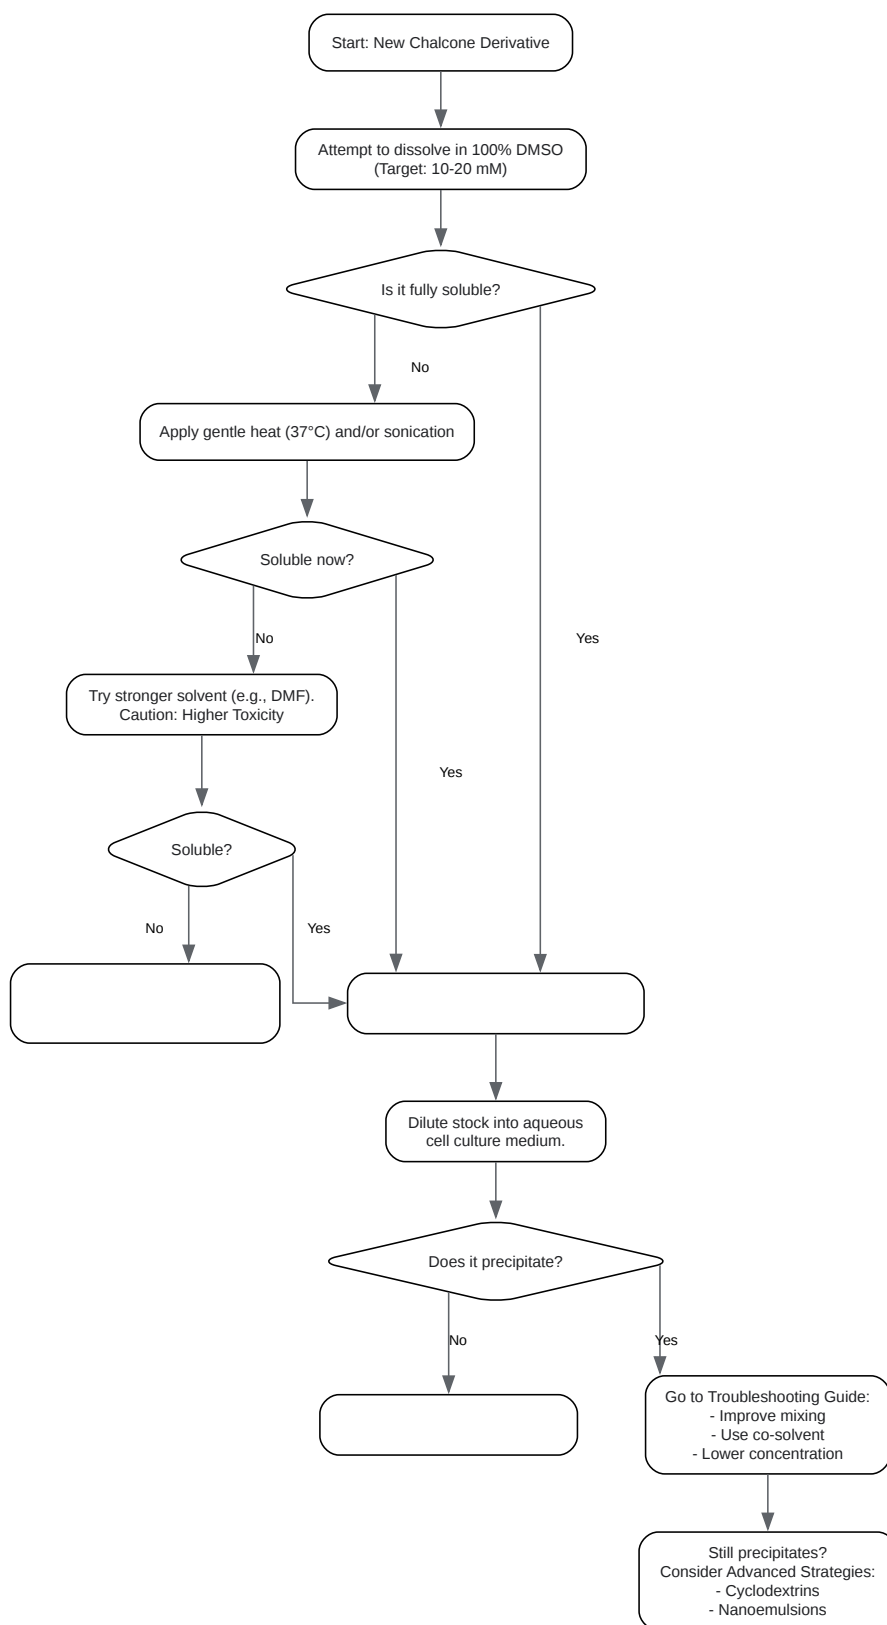 Start: New Chalcone Derivative
Attempt to dissolve in 100% DMSO
(Target: 10-20 mM)
Is it fully soluble?
No
Apply gentle heat (37°C) and/or sonication
Soluble now?
No
Yes
Try stronger solvent (e.g., DMF).
Caution: Higher Toxicity
Yes
Soluble?
No
Yes
Dilute stock into aqueous
cell culture medium.
Does it precipitate?
No
Yes
Go to Troubleshooting Guide:
- Improve mixing
- Use co-solvent
- Lower concentration
Still precipitates?
Consider Advanced Strategies:
- Cyclodextrins
- Nanoemulsions